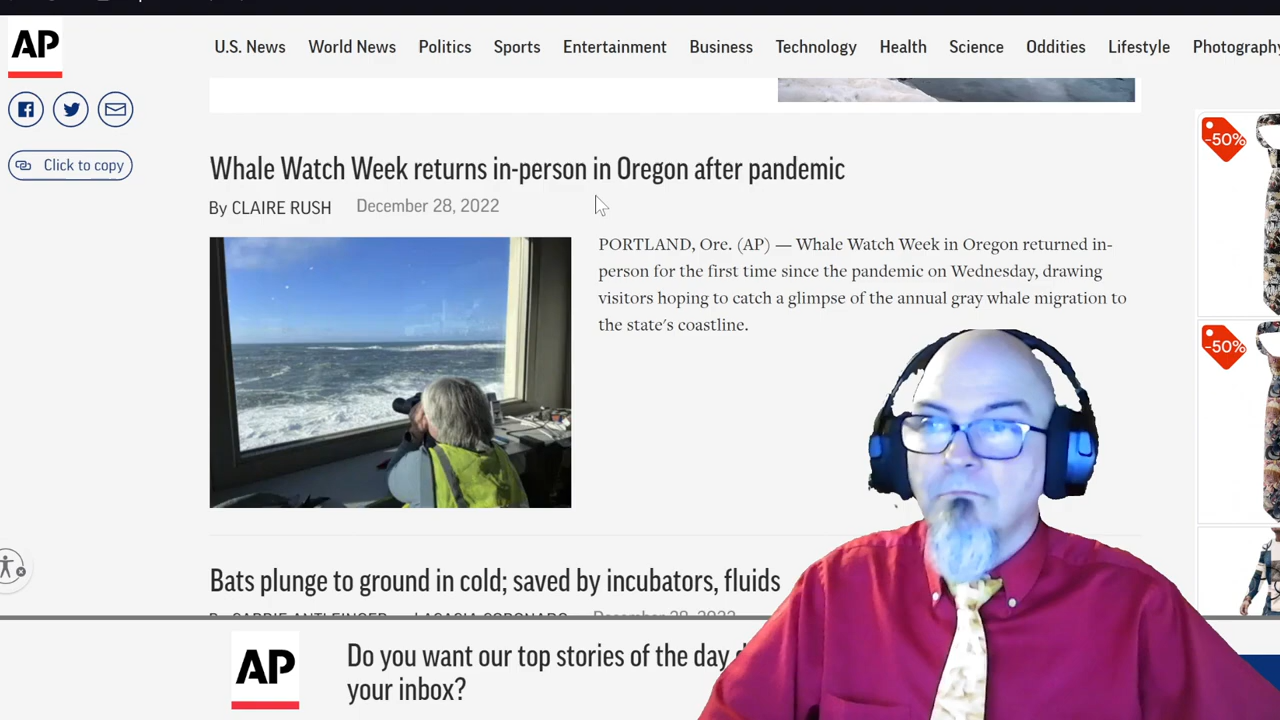 AP
U.S. News World News Politics Sports Entertainment Business Technology Health Science Oddities Lifestyle Photography
Click to copy
-50%
Whale Watch Week returns in-person in Oregon after pandemic
By CLAIRE RUSH December 28, 2022
PORTLAND, Ore. (AP) — Whale Watch Week in Oregon returned in-
person for the first time since the pandemic on Wednesday, drawing
visitors hoping to catch a glimpse of the annual gray whale migration to
the state's coastline.
-50%
Bats plunge to ground in cold; saved by incubators, fluids
December 28, 2022
AP
Do you want our top stories of the day
your inbox?